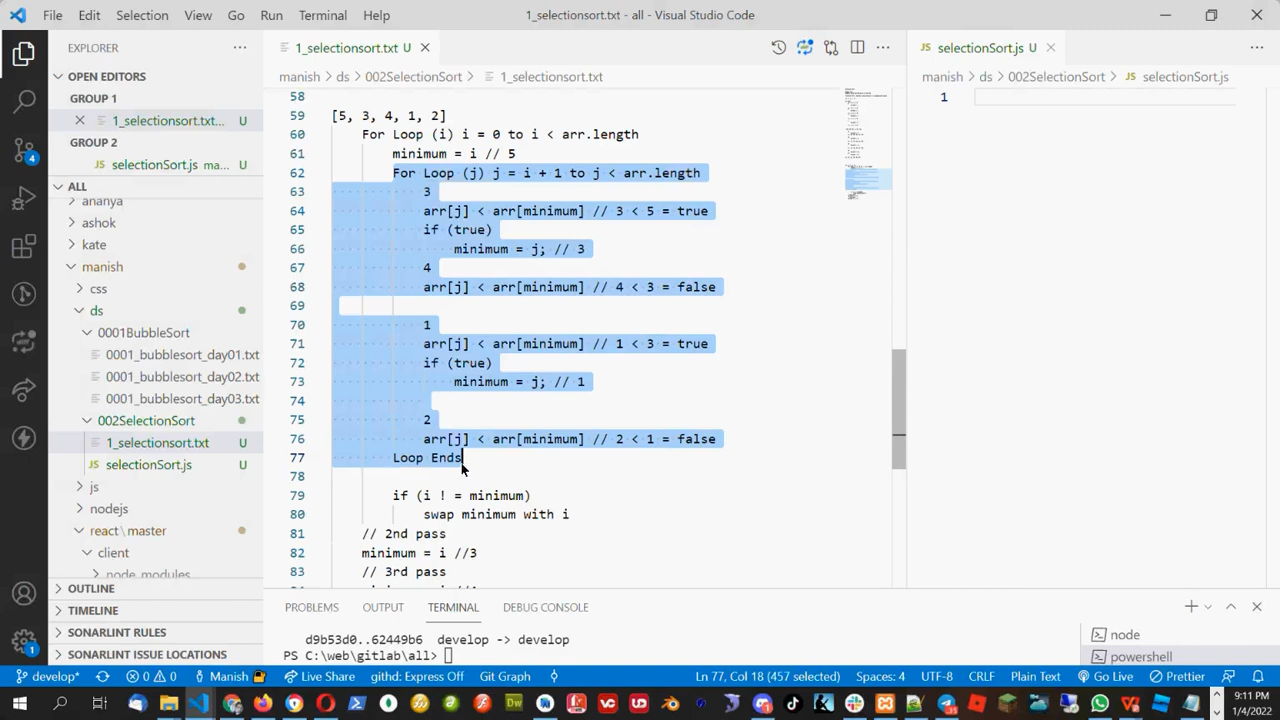 File Edit Selection View Go Run Terminal Help 1_selectionsort.txt - all - Visual Studio Code
EXPLORER
OPEN EDITORS
GROUP 1
1_selectionsort.txt...
GROUP 2
selectionSort.js ma... U
ALL
ananya
ashok
kate
manish
css
ds
0001BubbleSort
0001_bubblesort_day01.txt
0001_bubblesort_day02.txt
0001_bubblesort_day03.txt
002SelectionSort
1_selectionsort.txt U
selectionSort.js U
js
nodejs
react\master
client
node_modules
OUTLINE
TIMELINE
SONARLINT RULES
SONARLINT ISSUE LOCATIONS
4
1
1_selectionsort.txt U
manish > ds > 002SelectionSort > 1_selectionsort.txt
58
59 [5, 3, 4, 1, 2]
60 For Loop (i) i = 0 to i < arr.length
61 minimum = i // 5
62 For Loop (j) j = i + 1 to j < arr.length
63 3
64 arr[j] < arr[minimum] // 3 < 5 = true
65 if (true)
66 minimum = j; // 3
67 4
68 arr[j] < arr[minimum] // 4 < 3 = false
69
70 1
71 arr[j] < arr[minimum] // 1 < 3 = true
72 if (true)
73 minimum = j; // 1
74
75 2
76 arr[j] < arr[minimum] // 2 < 1 = false
77 Loop Ends
78
79 if (i ! = minimum)
80 swap minimum with i
81 // 2nd pass
82 minimum = i //3
83 // 3rd pass
selectionSort.js U
manish > ds > 002SelectionSort > selectionSort.js
1
PROBLEMS OUTPUT TERMINAL DEBUG CONSOLE
d9b53d0..62449b6 develop -> develop
PS C:\web\gitlab\all>
node
powershell
develop* 0 0 Manish Live Share githd: Express Off Git Graph Ln 77, Col 18 (457 selected) Spaces: 4 UTF-8 CRLF Plain Text Go Live Prettier
9:11 PM
1/4/2022